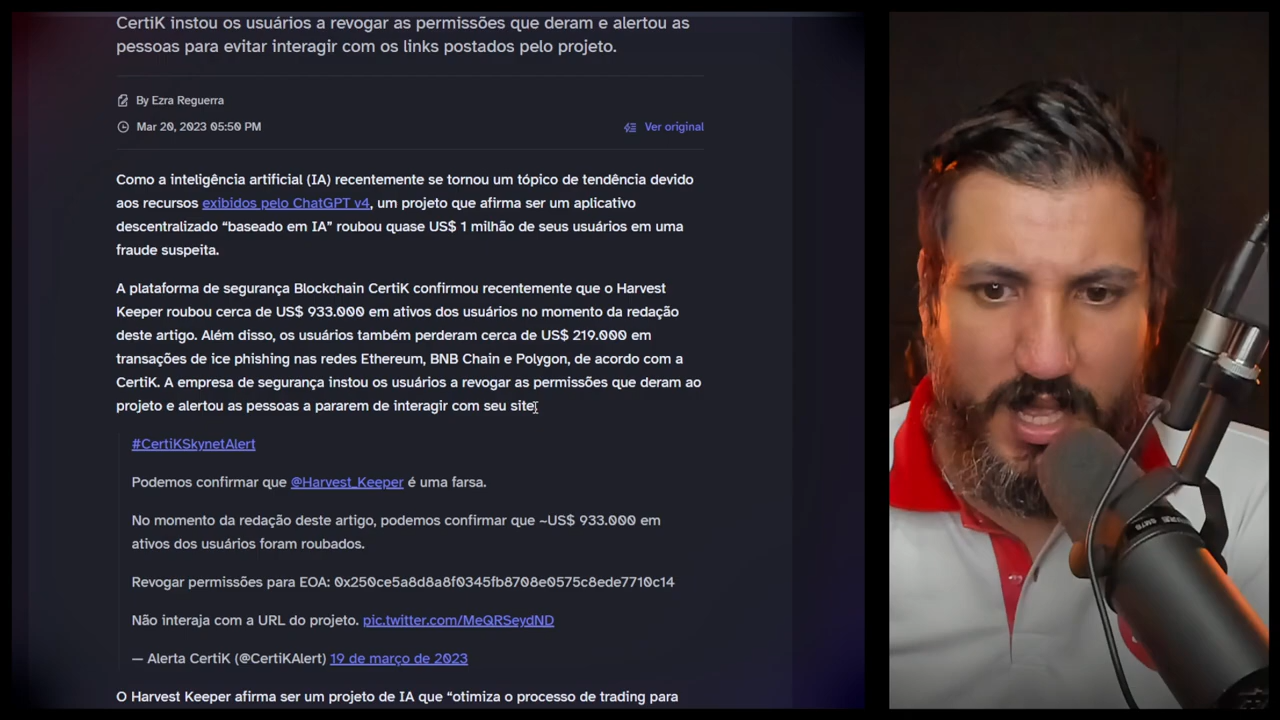 CertiK instou os usuários a revogar as permissões que deram e alertou as
pessoas para evitar interagir com os links postados pelo projeto.
By Ezra Reguerra
Mar 20, 2023 05:50 PM
Ver original
Como a inteligência artificial (IA) recentemente se tornou um tópico de tendência devido
aos recursos exibidos pelo ChatGPT v4, um projeto que afirma ser um aplicativo
descentralizado “baseado em IA” roubou quase US$ 1 milhão de seus usuários em uma
fraude suspeita.
A plataforma de segurança Blockchain CertiK confirmou recentemente que o Harvest
Keeper roubou cerca de US$ 933.000 em ativos dos usuários no momento da redação
deste artigo. Além disso, os usuários também perderam cerca de US$ 219.000 em
transações de ice phishing nas redes Ethereum, BNB Chain e Polygon, de acordo com a
CertiK. A empresa de segurança instou os usuários a revogar as permissões que deram ao
projeto e alertou as pessoas a pararem de interagir com seu site.
#CertiKSkynetAlert
Podemos confirmar que @Harvest_Keeper é uma farsa.
No momento da redação deste artigo, podemos confirmar que ~US$ 933.000 em
ativos dos usuários foram roubados.
Revogar permissões para EOA: 0x250ce5a8d8a8f0345fb8708e0575c8ede7710c14
Não interaja com a URL do projeto. pic.twitter.com/MeQRSeydND
— Alerta CertiK (@CertiKAlert) 19 de março de 2023
O Harvest Keeper afirma ser um projeto de IA que “otimiza o processo de trading para